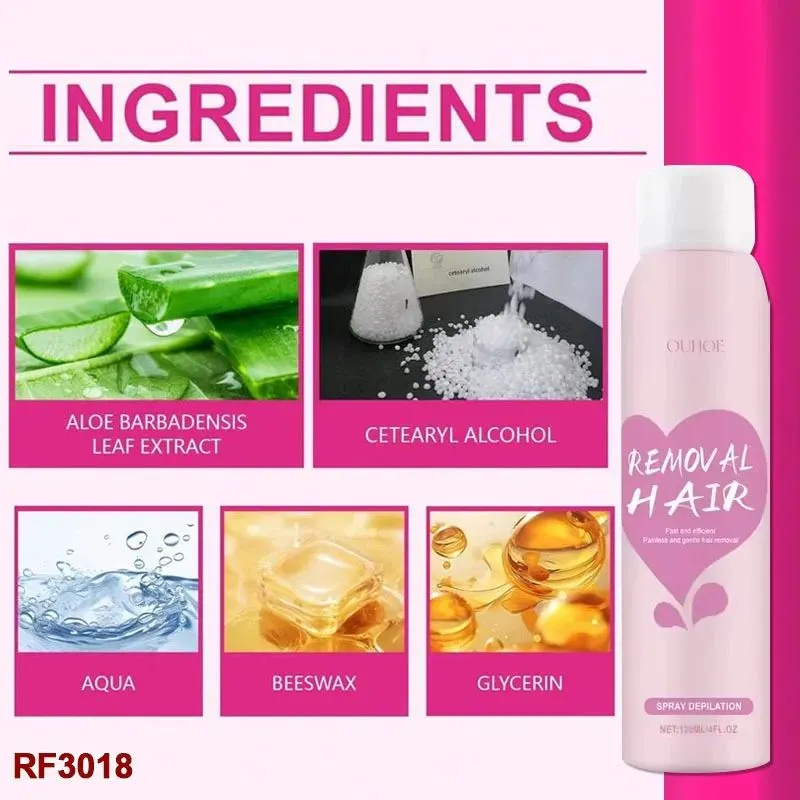 INGREDIENTS
cetearyl alcohol
ALOE BARBADENSIS
LEAF EXTRACT
CETEARYL ALCOHOL
AQUA
BEESWAX
GLYCERIN
OUHOE
REMOVAL
HAIR
Fast and efficient
Painless and gentle hair removal
SPRAY DEPILATION
NET:120ML/4FL.OZ
RF3018